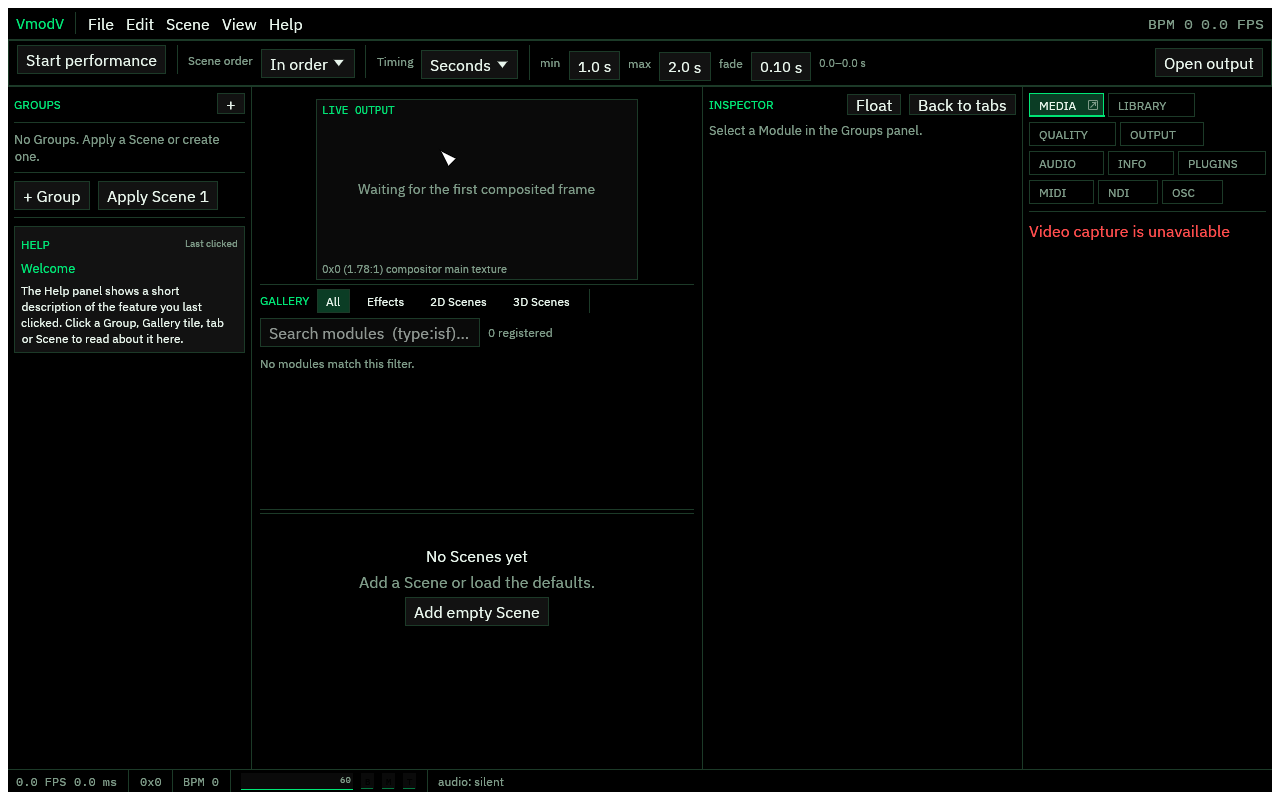 VmodV File Edit Scene View Help BPM 0 0.0 FPS
Start performance Scene order In order Timing Seconds min 1.0 s max 2.0 s fade 0.10 s 0.0–0.0 s Open output
GROUPS +
No Groups. Apply a Scene or create
one.
+ Group Apply Scene 1
HELP Last clicked
Welcome
The Help panel shows a short
description of the feature you last
clicked. Click a Group, Gallery tile, tab
or Scene to read about it here.
LIVE OUTPUT
Waiting for the first composited frame
0x0 (1.78:1) compositor main texture
GALLERY All Effects 2D Scenes 3D Scenes
Search modules (type:isf)... 0 registered
No modules match this filter.
No Scenes yet
Add a Scene or load the defaults.
Add empty Scene
INSPECTOR Float Back to tabs
Select a Module in the Groups panel.
MEDIA LIBRARY
QUALITY OUTPUT
AUDIO INFO PLUGINS
MIDI NDI OSC
Video capture is unavailable
0.0 FPS 0.0 ms 0x0 BPM 0 60 audio: silent